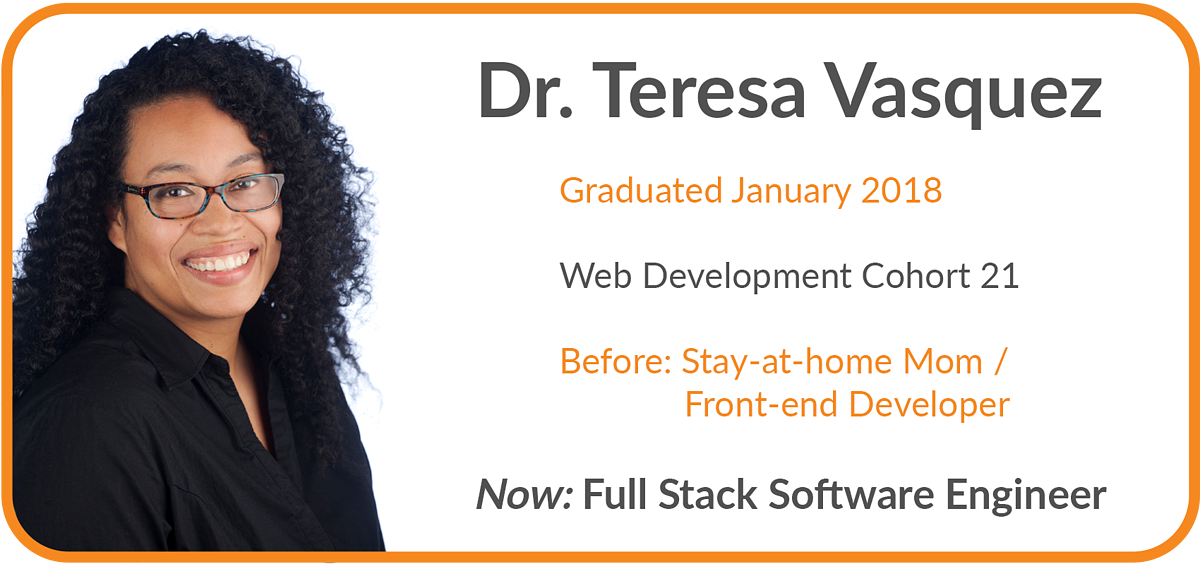 Dr. Teresa Vasquez
Graduated January 2018
Web Development Cohort 21
Before: Stay-at-home Mom /
Front-end Developer
Now: Full Stack Software Engineer